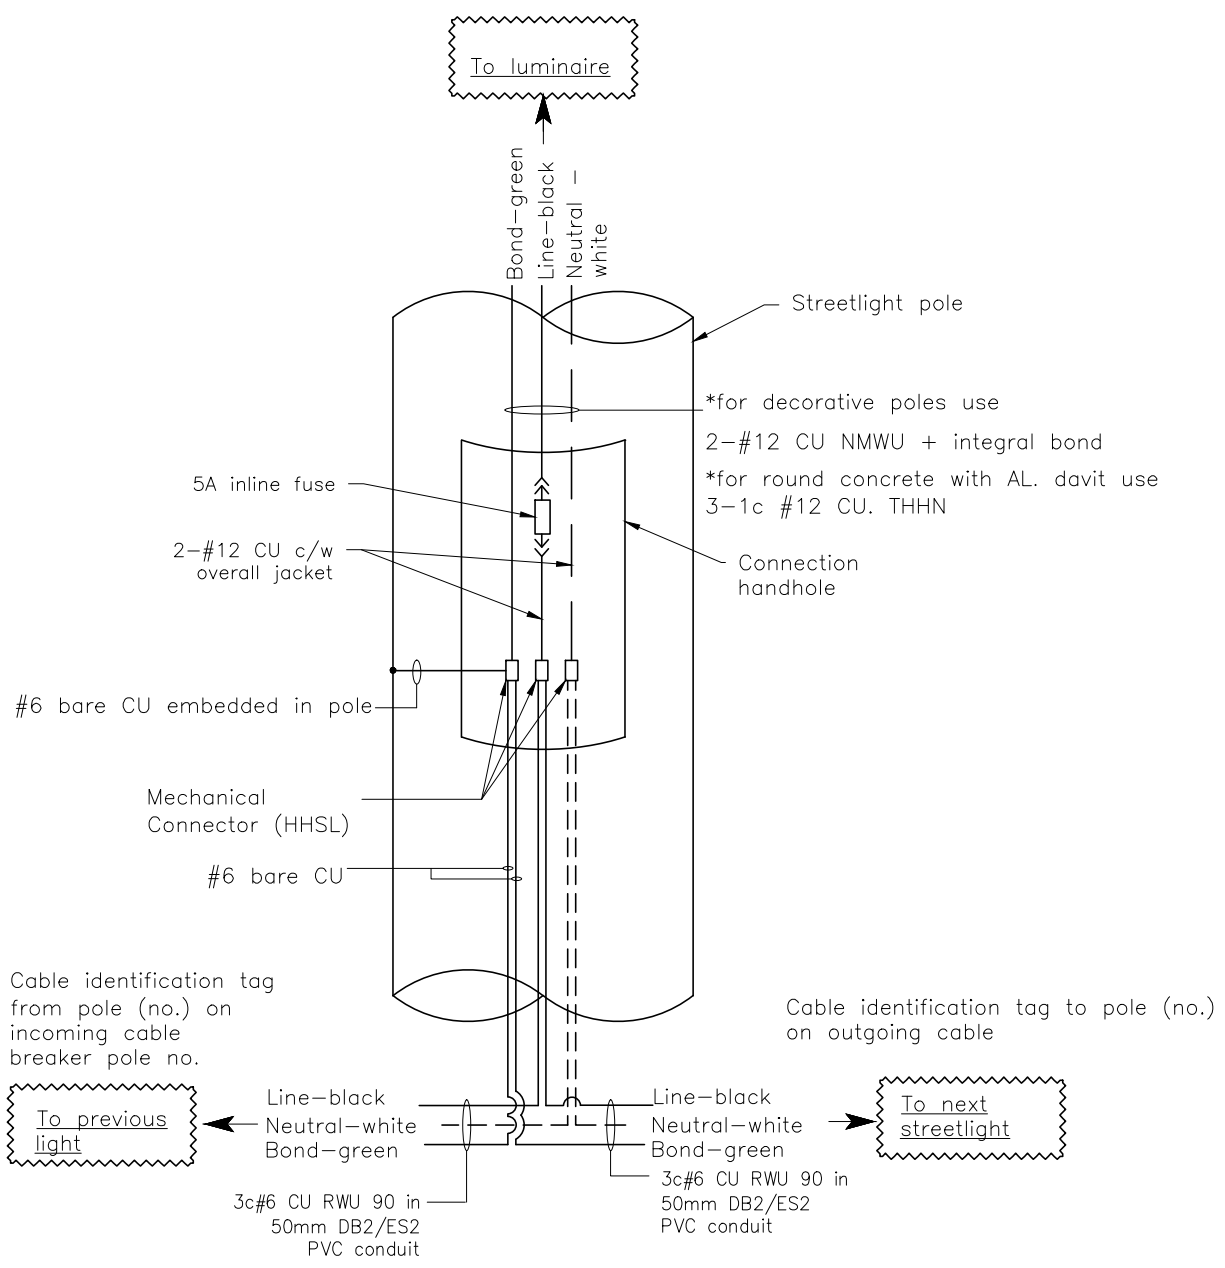 To luminaire
Bond-green
Line-black
Neutral -
white
Streetlight pole
*for decorative poles use
2-#12 CU NMWU + integral bond
*for round concrete with AL. davit use
3-1c #12 CU. THHN
5A inline fuse
2-#12 CU c/w
overall jacket
Connection
handhole
#6 bare CU embedded in pole
Mechanical
Connector (HHSL)
#6 bare CU
Cable identification tag
from pole (no.) on
incoming cable
breaker pole no.
Cable identification tag to pole (no.)
on outgoing cable
To previous
light
Line-black
Neutral-white
Bond-green
Line-black
Neutral-white
Bond-green
To next
streetlight
3c#6 CU RWU 90 in
50mm DB2/ES2
PVC conduit
3c#6 CU RWU 90 in
50mm DB2/ES2
PVC conduit